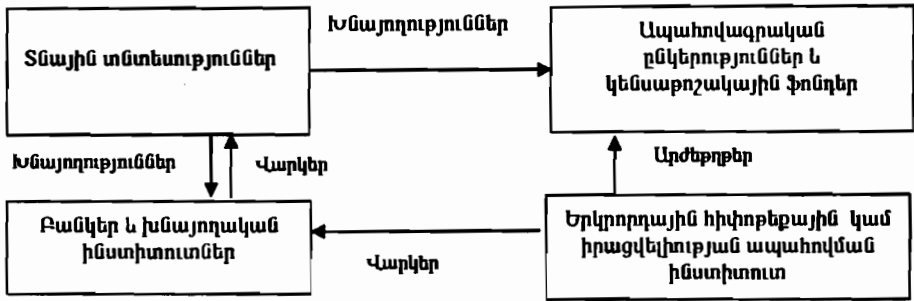 Տնային տնտեսություններ
Խնայողություններ
Ապահովագրական
ընկերություններ և
կենսաթոշակային ֆոնդեր
Խնայողություններ
Վարկեր
Արժեթղթեր
Բանկեր և խնայողական
ինստիտուտներ
Վարկեր
Երկրորդային հիփոթեքային կամ
իրացվելիության ապահովման
ինստիտուտ